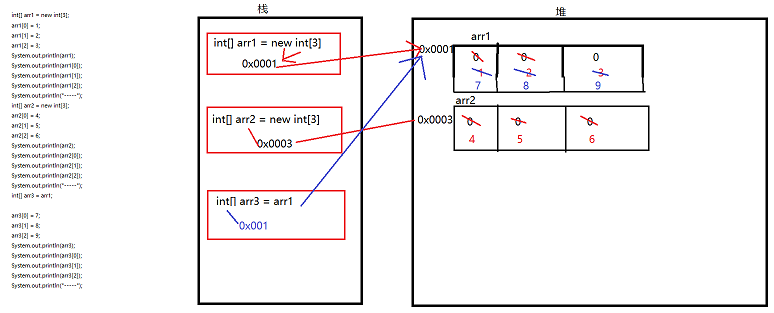 int[] arr1 = new int[3];
arr1[0] = 1;
arr1[1] = 2;
arr1[2] = 3;
System.out.println(arr1);
System.out.println(arr1[0]);
System.out.println(arr1[1]);
System.out.println(arr1[2]);
System.out.println("-----");
int[] arr2 = new int[3];
arr2[0] = 4;
arr2[1] = 5;
arr2[2] = 6;
System.out.println(arr2);
System.out.println(arr2[0]);
System.out.println(arr2[1]);
System.out.println(arr2[2]);
System.out.println("-----");
int[] arr3 = arr1;
arr3[0] = 7;
arr3[1] = 8;
arr3[2] = 9;
System.out.println(arr3);
System.out.println(arr3[0]);
System.out.println(arr3[1]);
System.out.println(arr3[2]);
System.out.println("-----");
栈
int[] arr1 = new int[3]
0x0001
int[] arr2 = new int[3]
0x0003
int[] arr3 = arr1
0x001
堆
arr1
0x0001
0 0 0
1 2 3
7 8 9
arr2
0x0003
0 0 0
4 5 6